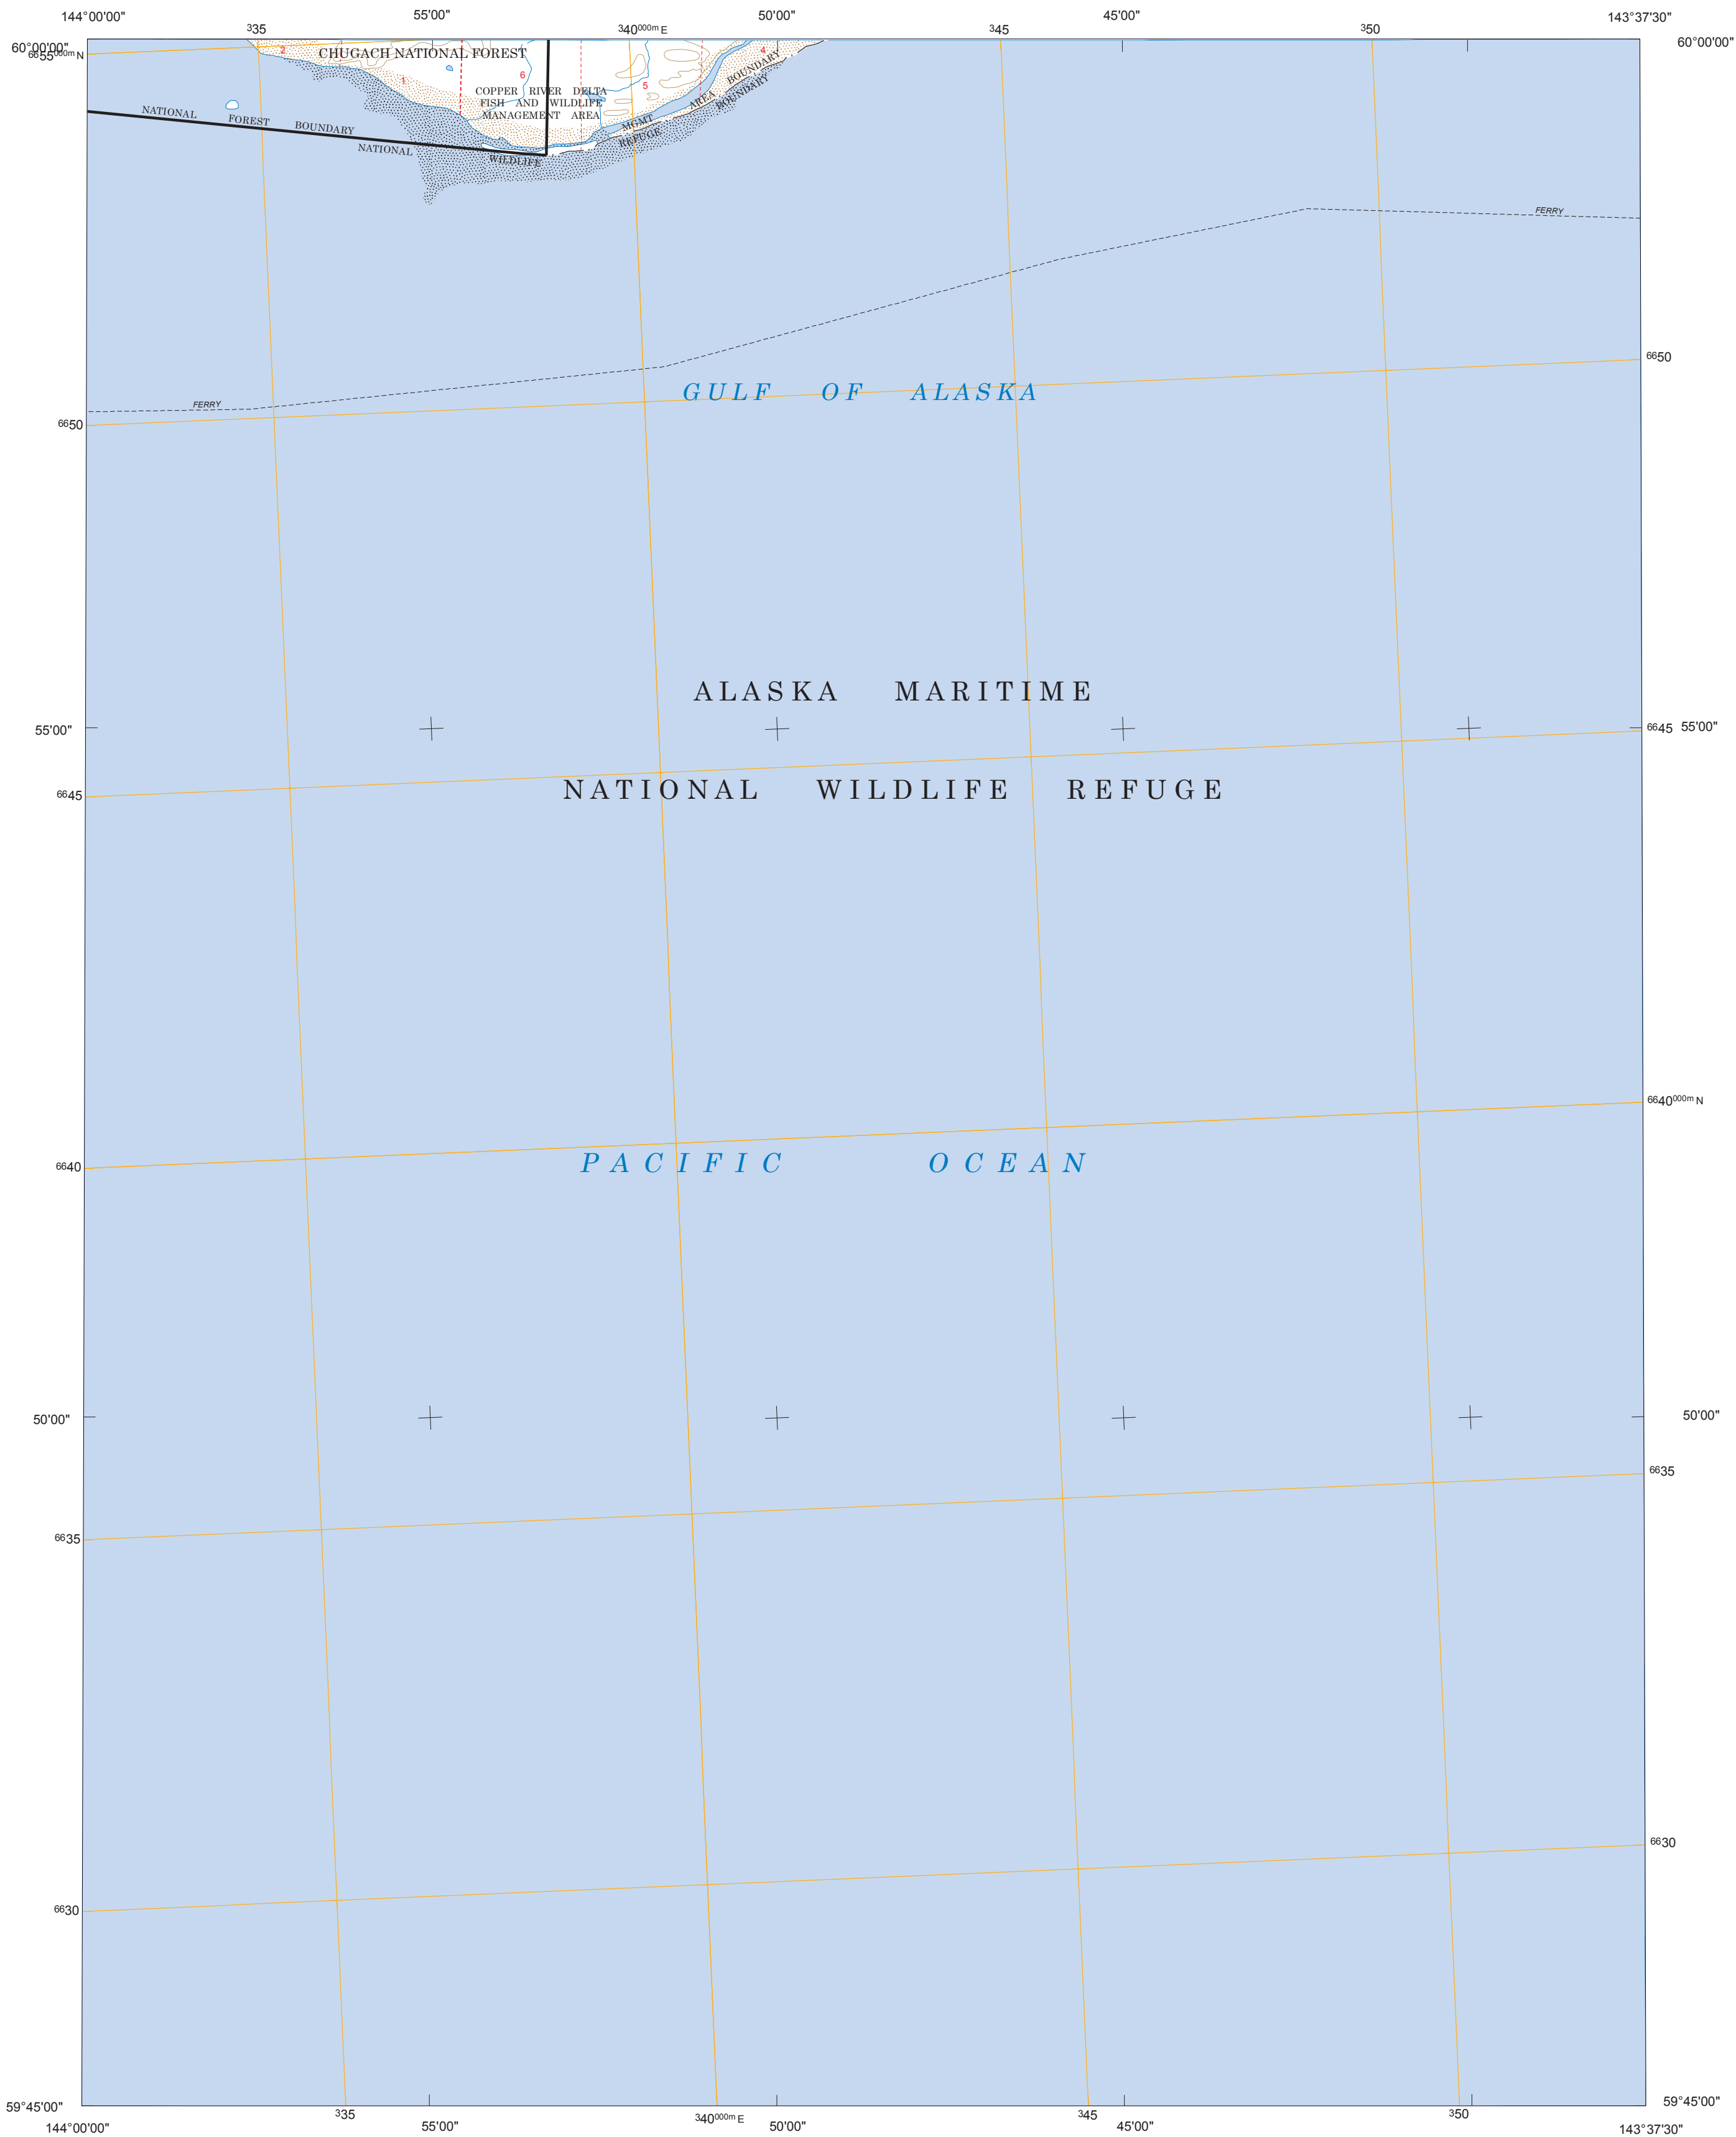 144°00'00" 335 55'00" 340000m E 50'00" 345 45'00" 350 143°37'30"
60°00'00" 60°00'00"
6655000m N
2 CHUGACH NATIONAL FOREST 4
1 6 5
COPPER RIVER DELTA
FISH AND WILDLIFE
MANAGEMENT AREA
MGMT AREA BOUNDARY
REFUGE BOUNDARY
NATIONAL FOREST BOUNDARY
NATIONAL WILDLIFE
FERRY
6650
GULF OF ALASKA
FERRY
6650
ALASKA MARITIME
55'00" 6645 55'00"
6645
NATIONAL WILDLIFE REFUGE
6640000m N
6640
PACIFIC OCEAN
50'00" 50'00"
6635
6635
6630
6630
59°45'00" 59°45'00"
144°00'00" 335 55'00" 340000m E 50'00" 345 45'00" 350 143°37'30"